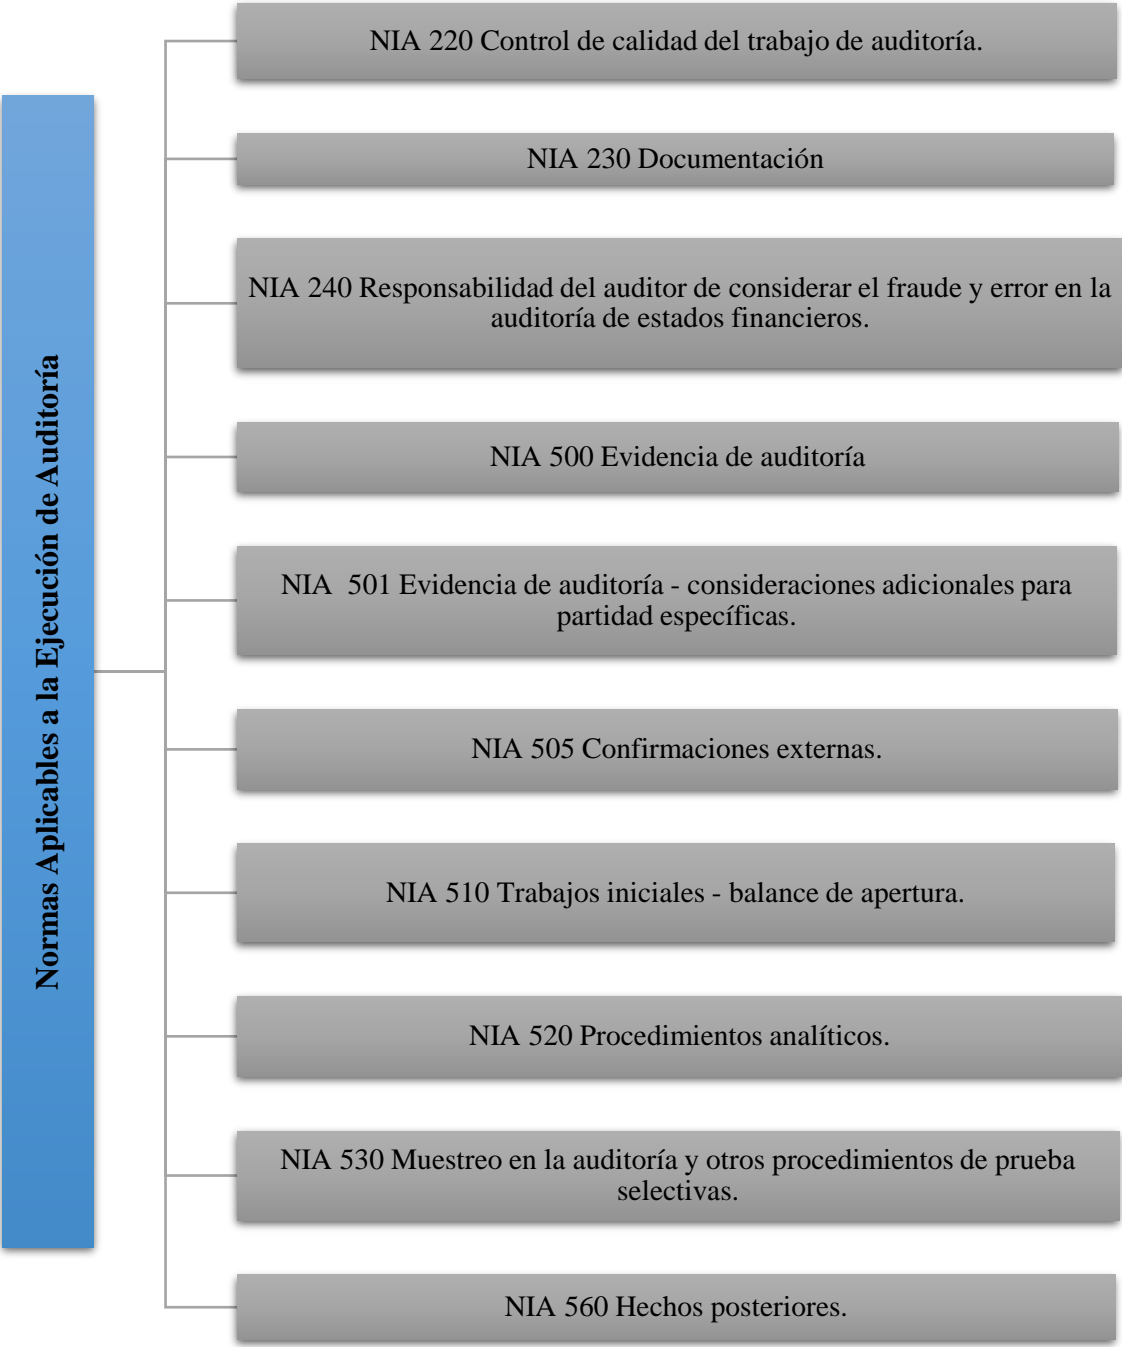 Normas Aplicables a la Ejecución de Auditoría
NIA 220 Control de calidad del trabajo de auditoría.
NIA 230 Documentación
NIA 240 Responsabilidad del auditor de considerar el fraude y error en la
auditoría de estados financieros.
NIA 500 Evidencia de auditoría
NIA 501 Evidencia de auditoría - consideraciones adicionales para
partidad específicas.
NIA 505 Confirmaciones externas.
NIA 510 Trabajos iniciales - balance de apertura.
NIA 520 Procedimientos analíticos.
NIA 530 Muestreo en la auditoría y otros procedimientos de prueba
selectivas.
NIA 560 Hechos posteriores.